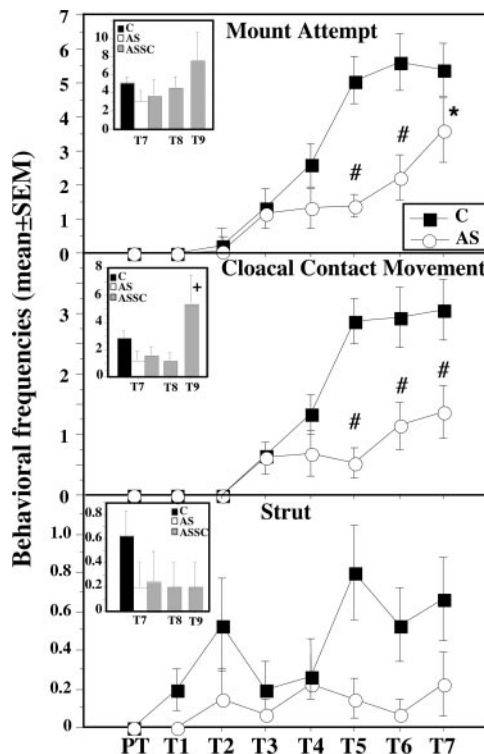 Behavioral frequencies (mean±SEM)
Mount Attempt
7
6
5
4
3
2
1
0
10
8
6
4
2
0
C
AS
ASSC
T7 T8 T9
# # *
C
AS
Cloacal Contact Movement
3
2
1
0
8
6
4
2
0
C
AS
ASSC
+
T7 T8 T9
# # #
Strut
1.0
0.8
0.6
0.4
0.2
0
0.8
0.6
0.4
0.2
0
C
AS
ASSC
T7 T8 T9
PT T1 T2 T3 T4 T5 T6 T7